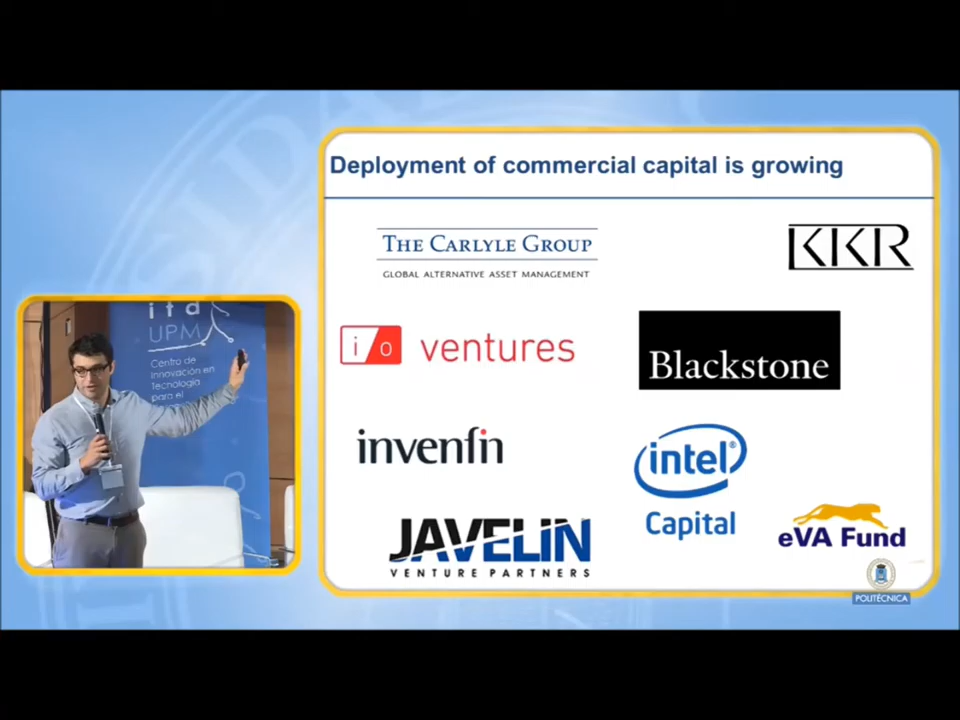 Deployment of commercial capital is growing
THE CARLYLE GROUP
GLOBAL ALTERNATIVE ASSET MANAGEMENT
KKR
i/o ventures
Blackstone
invenfin
intel®
Capital
eVA Fund
JAVELIN
VENTURE PARTNERS
POLITÉCNICA
itd
UPM
Centro de
Innovación en
Tecnología
para el